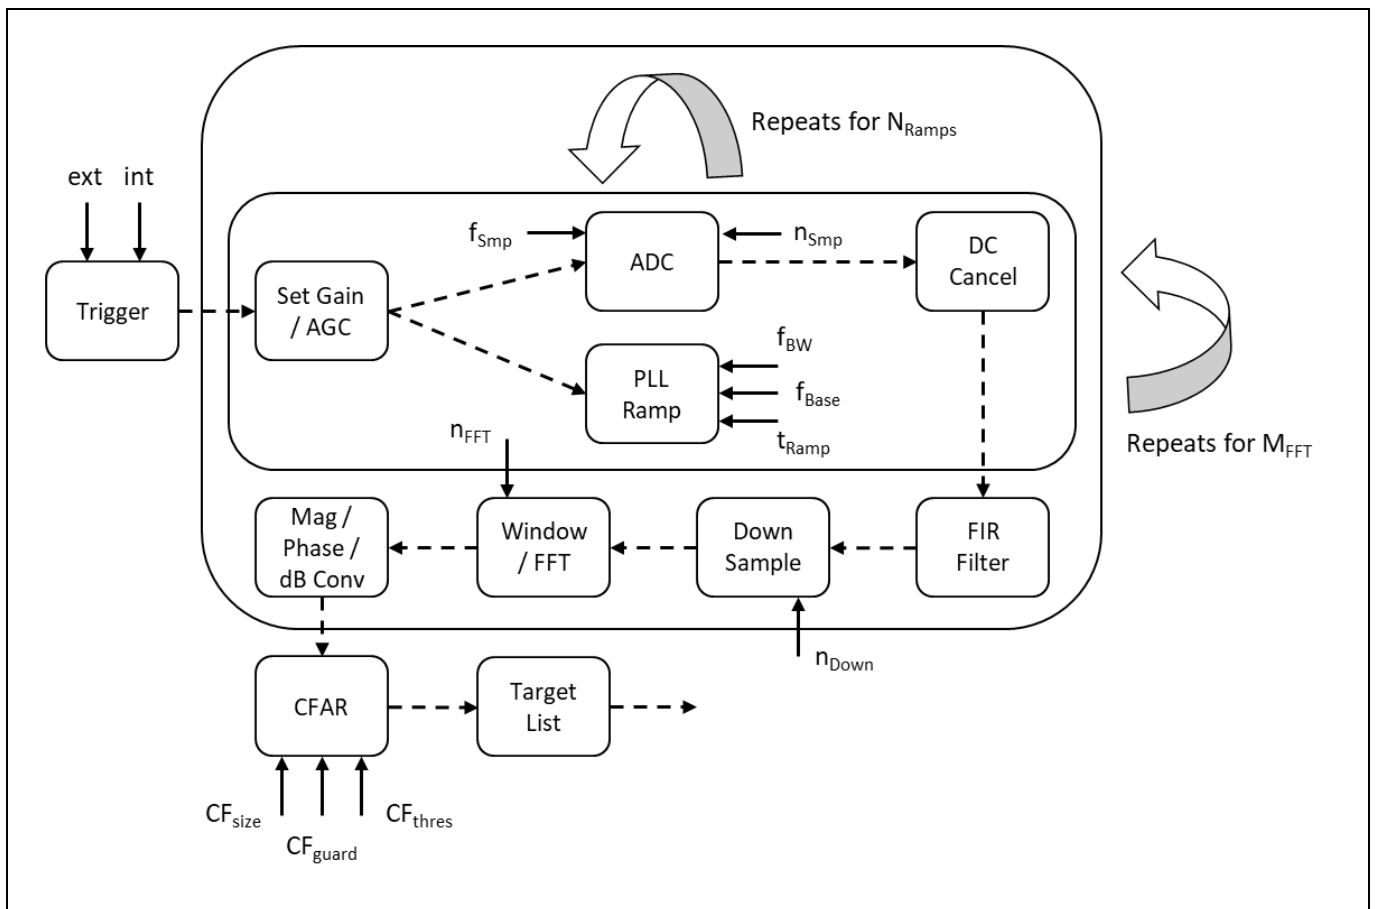 Repeats for N_Ramps
ext int
f_Smp
n_Smp
Trigger
Set Gain
/ AGC
ADC
DC
Cancel
PLL
Ramp
f_BW
f_Base
t_Ramp
Repeats for M_FFT
n_FFT
Mag /
Phase /
dB Conv
Window
/ FFT
Down
Sample
FIR
Filter
n_Down
CFAR
Target
List
CF_size
CF_guard
CF_thres